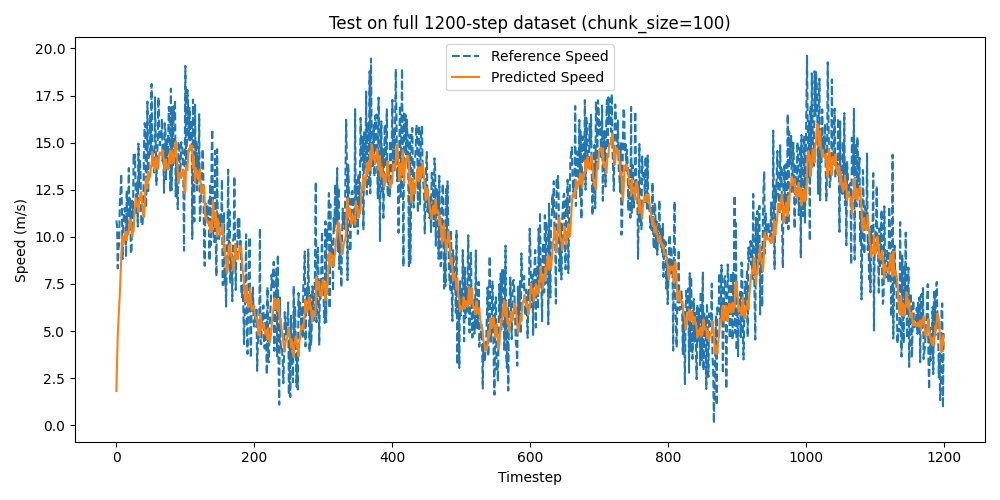 Test on full 1200-step dataset (chunk_size=100)
Reference Speed
Predicted Speed
Speed (m/s)
20.0
17.5
15.0
12.5
10.0
7.5
5.0
2.5
0.0
0 200 400 600 800 1000 1200
Timestep